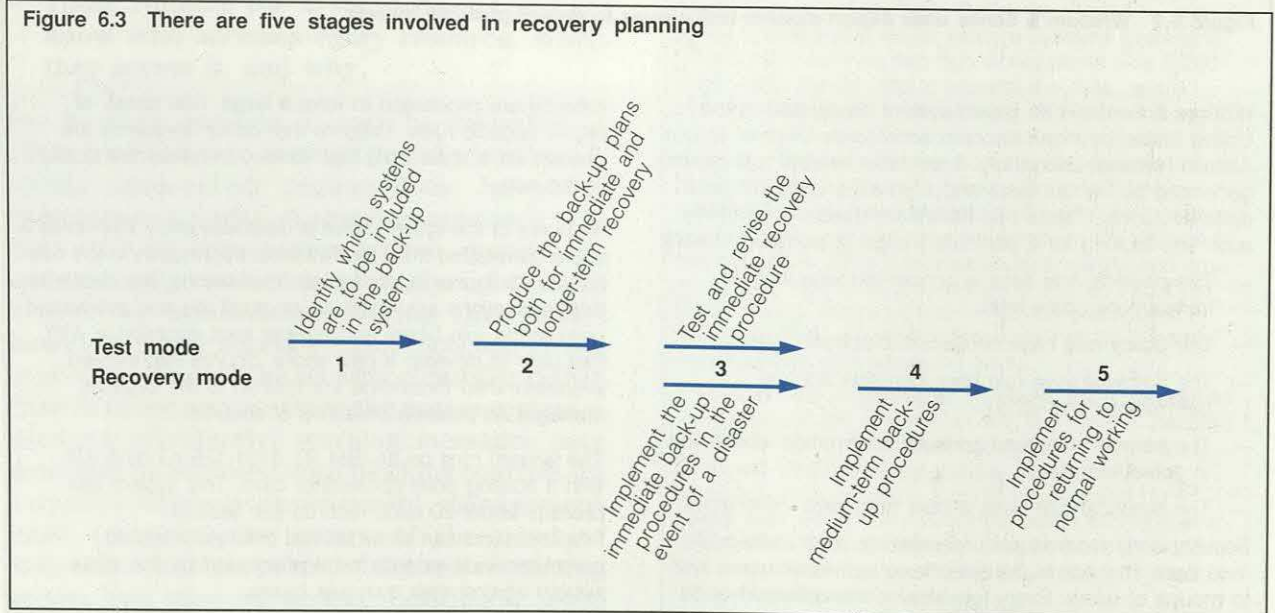 Figure 6.3 There are five stages involved in recovery planning
Identify which systems
are to be included
in the back-up
system
Produce the back-up plans
both for immediate and
longer-term recovery
Test and revise the
immediate recovery
procedure
Test mode
Recovery mode
1
2
3
4
5
Implement the
immediate back-up
procedures in the
event of a disaster
Implement
medium-term back-
up procedures
Implement
procedures for
returning to
normal working